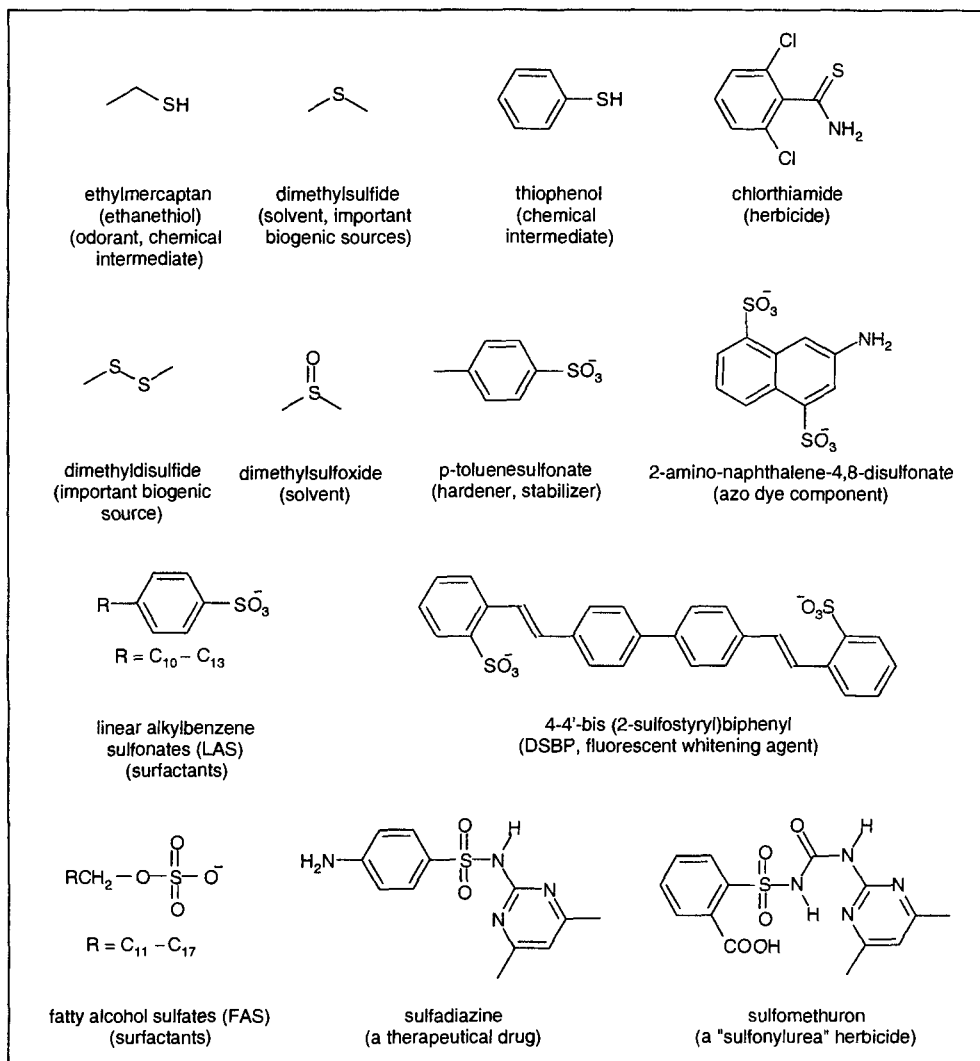 SH
S
SH
Cl
S
NH2
Cl
ethylmercaptan
(ethanethiol)
(odorant, chemical
intermediate)
dimethylsulfide
(solvent, important
biogenic sources)
thiophenol
(chemical
intermediate)
chlorthiamide
(herbicide)
S
S
O
S
SO3−
SO3−
NH2
SO3−
dimethyldisulfide
(important biogenic
source)
dimethylsulfoxide
(solvent)
p-toluenesulfonate
(hardener, stabilizer)
2-amino-naphthalene-4,8-disulfonate
(azo dye component)
R
SO3−
R = C10 – C13
linear alkylbenzene
sulfonates (LAS)
(surfactants)
SO3−
−O3S
4-4'-bis (2-sulfostyryl)biphenyl
(DSBP, fluorescent whitening agent)
O
RCH2–O–S–O−
O
R = C11 –C17
fatty alcohol sulfates (FAS)
(surfactants)
H2N
O
S
O
H
N
N
N
sulfadiazine
(a therapeutical drug)
O
S
O
N
H
O
H
N
N
N
COOH
sulfomethuron
(a "sulfonylurea" herbicide)